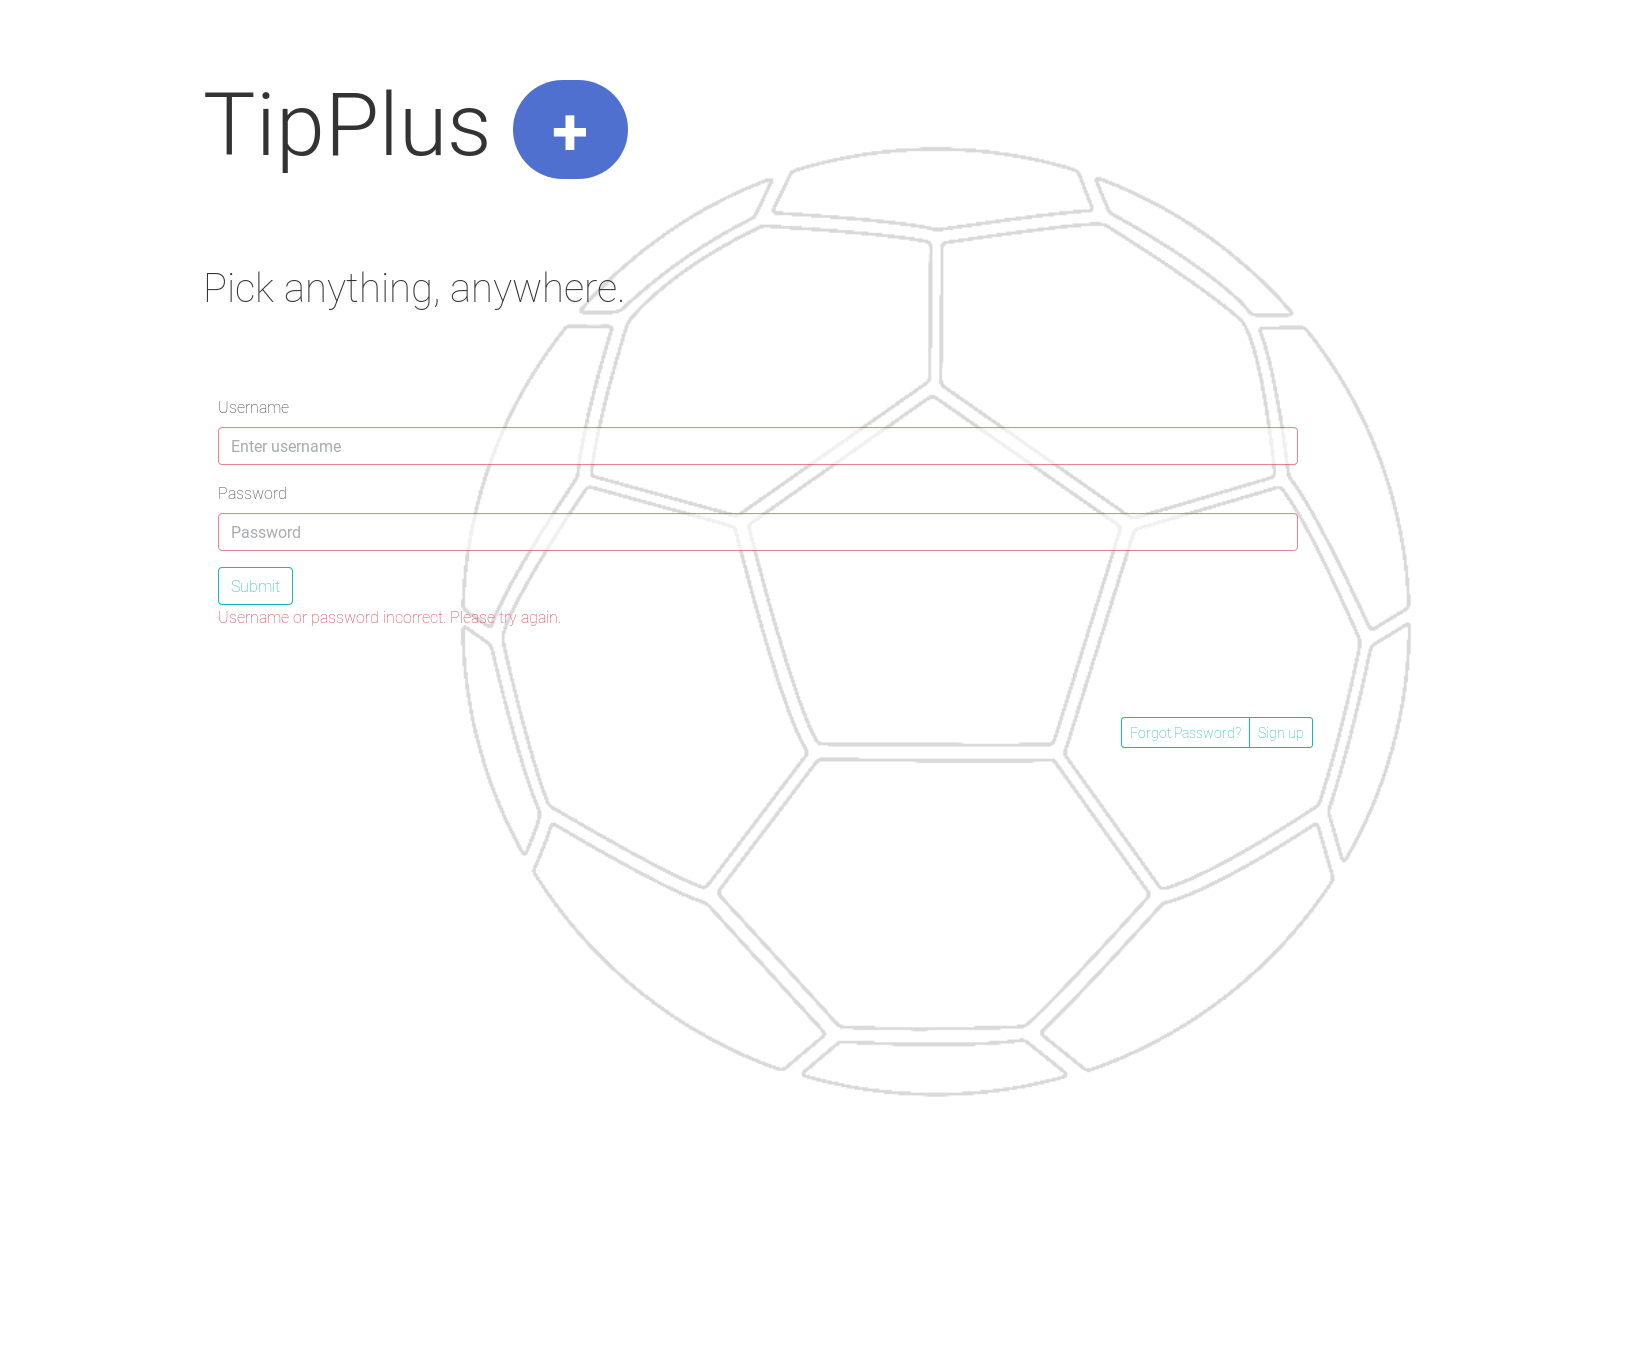 TipPlus +
Pick anything, anywhere.
Username
Enter username
Password
Password
Submit
Username or password incorrect. Please try again.
Forgot Password? Sign up